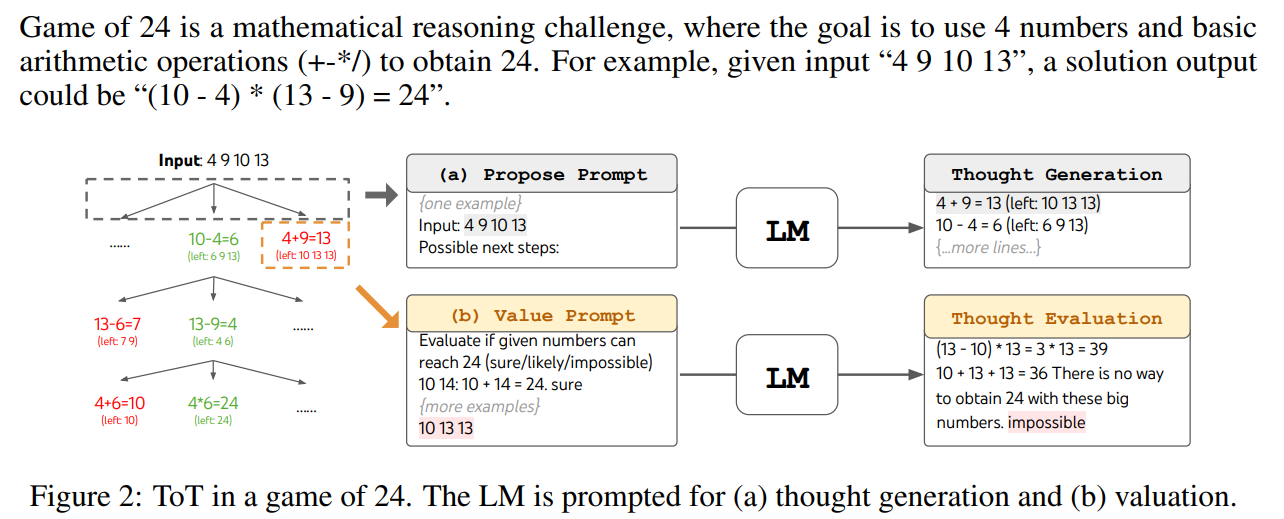 Game of 24 is a mathematical reasoning challenge, where the goal is to use 4 numbers and basic
arithmetic operations (+-*/) to obtain 24. For example, given input “4 9 10 13”, a solution output
could be “(10 - 4) * (13 - 9) = 24”.
Input: 4 9 10 13
......
10-4=6
(left: 6 9 13)
4+9=13
(left: 10 13 13)
13-6=7
(left: 7 9)
13-9=4
(left: 4 6)
......
4+6=10
(left: 10)
4*6=24
(left: 24)
......
(a) Propose Prompt
{one example}
Input: 4 9 10 13
Possible next steps:
LM
Thought Generation
4 + 9 = 13 (left: 10 13 13)
10 - 4 = 6 (left: 6 9 13)
{...more lines...}
(b) Value Prompt
Evaluate if given numbers can
reach 24 (sure/likely/impossible)
10 14: 10 + 14 = 24. sure
{more examples}
10 13 13
LM
Thought Evaluation
(13 - 10) * 13 = 3 * 13 = 39
10 + 13 + 13 = 36 There is no way
to obtain 24 with these big
numbers. impossible
Figure 2: ToT in a game of 24. The LM is prompted for (a) thought generation and (b) valuation.